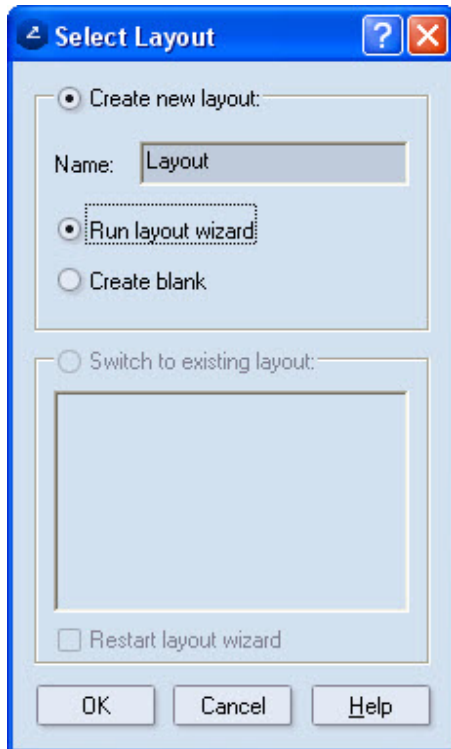 Select Layout
Create new layout:
Name: Layout
Run layout wizard
Create blank
Switch to existing layout:
Restart layout wizard
OK Cancel Help